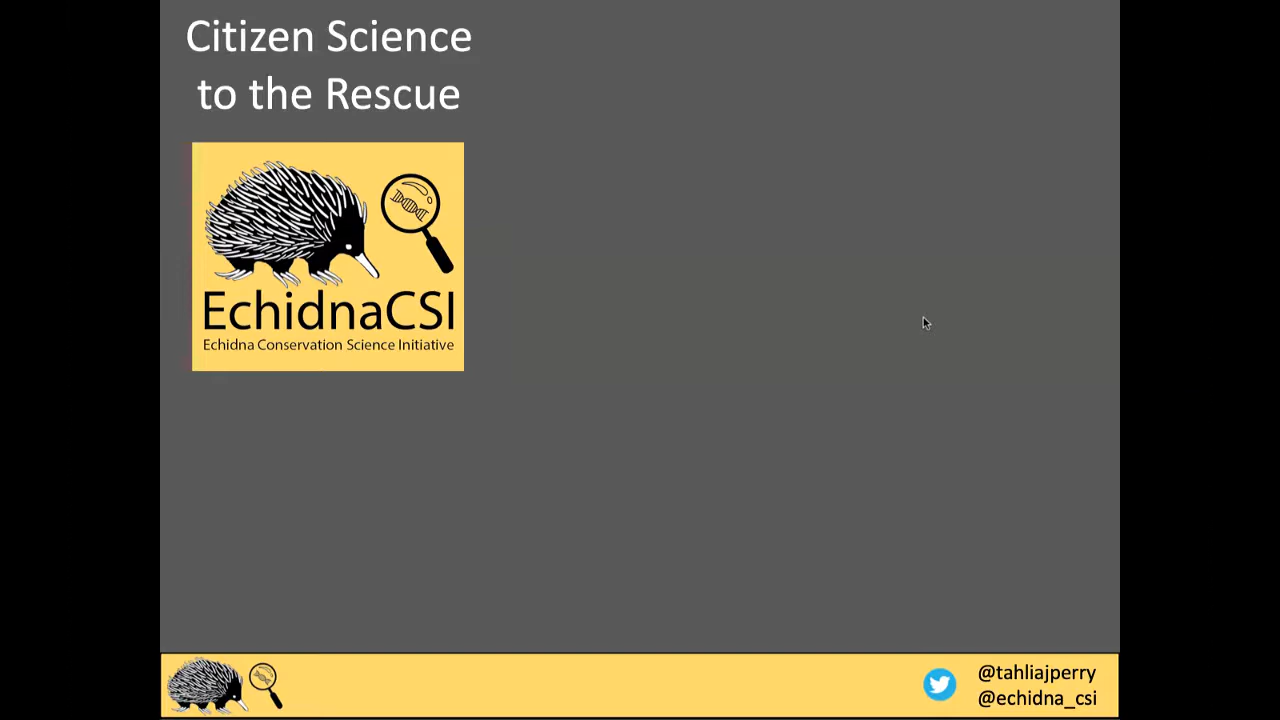 Citizen Science
to the Rescue
EchidnaCSI
Echidna Conservation Science Initiative
@tahliajperry
@echidna_csi